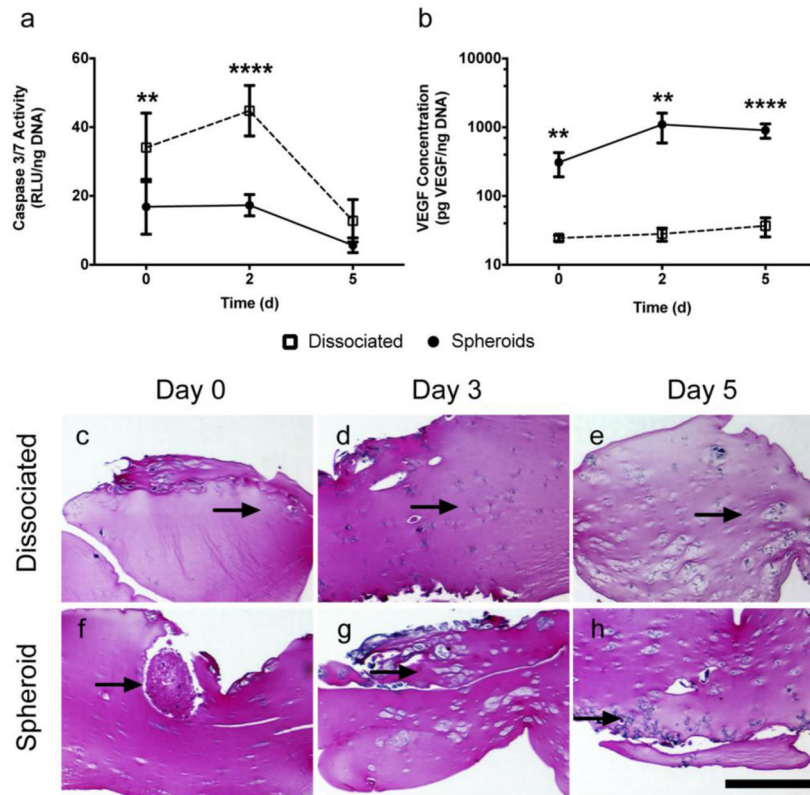 a
b
Caspase 3/7 Activity
(RLU/ng DNA)
60
40
20
0
**
****
0
2
5
Time (d)
VEGF Concentration
(pg VEGF/ng DNA)
10000
1000
100
10
**
**
****
0
2
5
Time (d)
Dissociated
Spheroids
Day 0
Day 3
Day 5
Dissociated
c
d
e
Spheroid
f
g
h